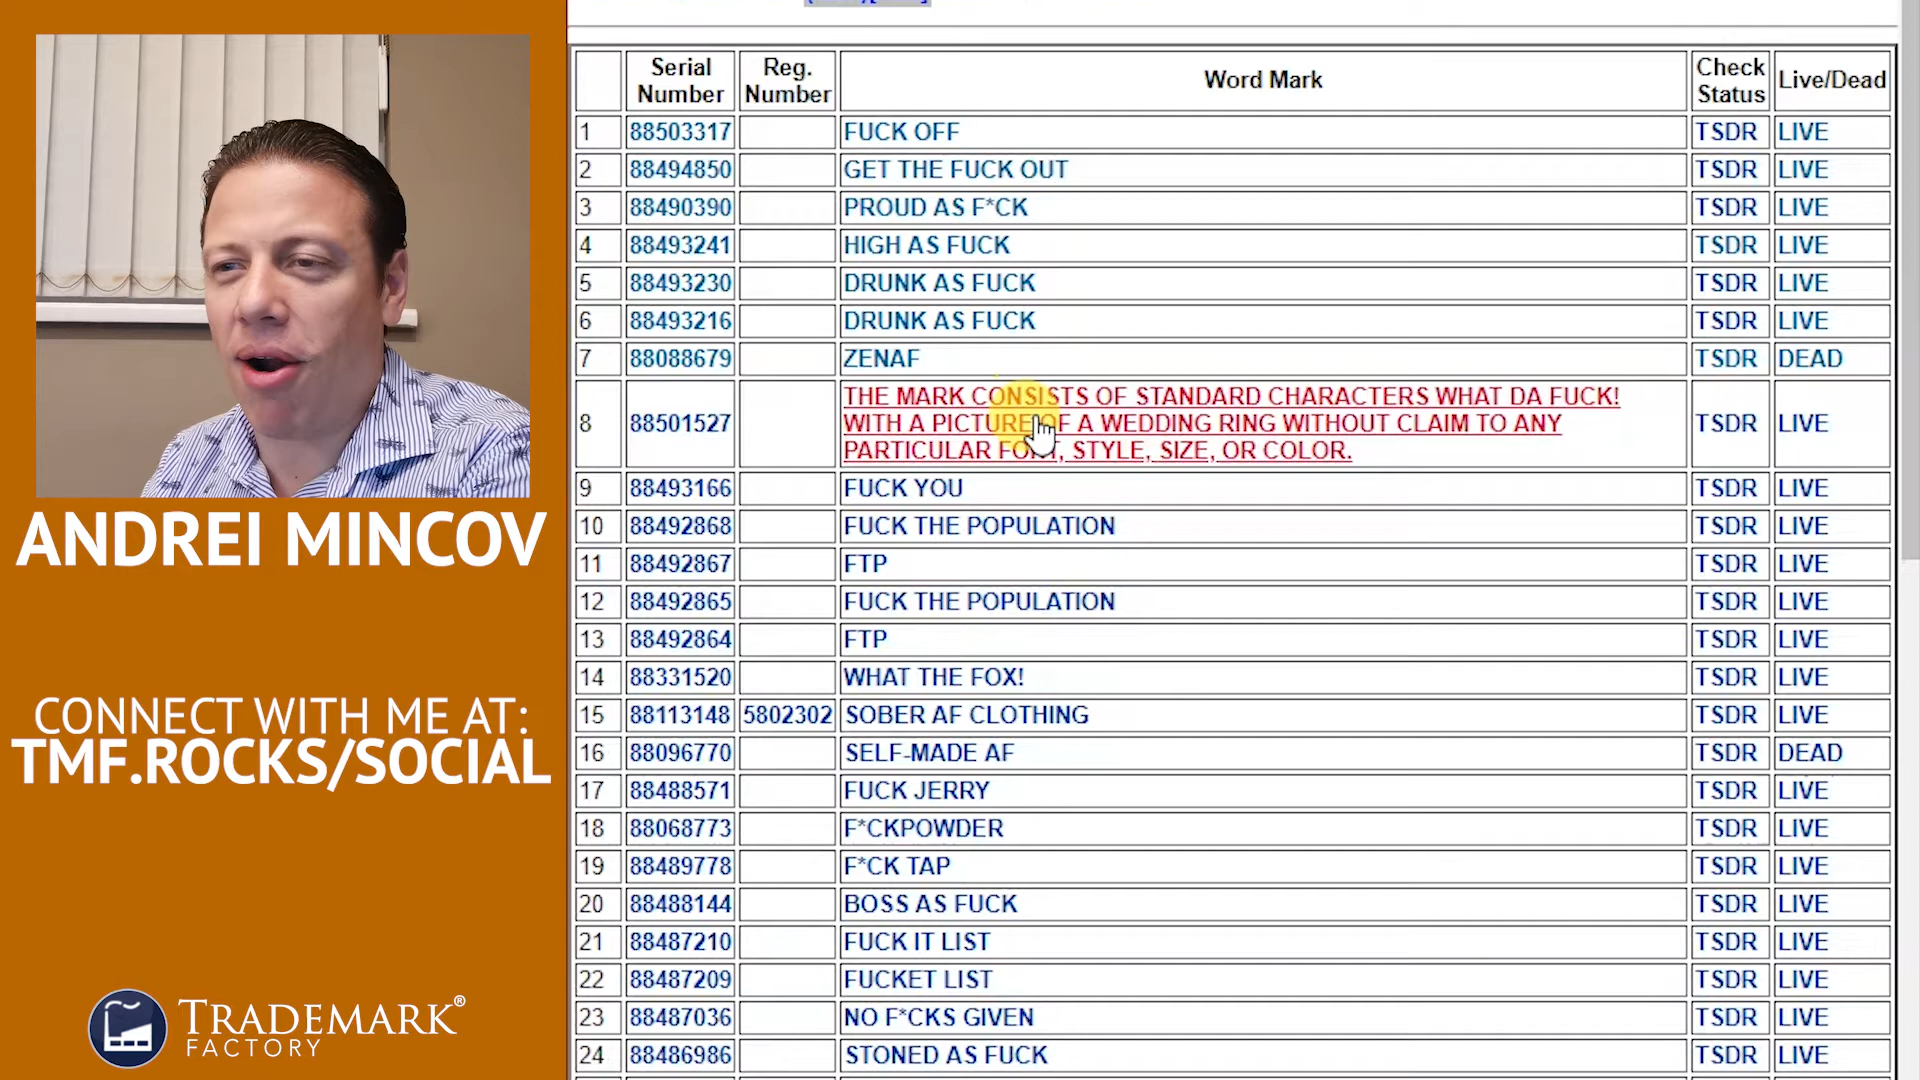 ANDREI MINCOV
CONNECT WITH ME AT:
TMF.ROCKS/SOCIAL
TRADEMARK®
FACTORY
Serial Number Reg. Number Word Mark Check Status Live/Dead
1 88503317 FUCK OFF TSDR LIVE
2 88494850 GET THE FUCK OUT TSDR LIVE
3 88490390 PROUD AS F*CK TSDR LIVE
4 88493241 HIGH AS FUCK TSDR LIVE
5 88493230 DRUNK AS FUCK TSDR LIVE
6 88493216 DRUNK AS FUCK TSDR LIVE
7 88088679 ZENAF TSDR DEAD
8 88501527 THE MARK CONSISTS OF STANDARD CHARACTERS WHAT DA FUCK!
WITH A PICTURE OF A WEDDING RING WITHOUT CLAIM TO ANY
PARTICULAR FONT, STYLE, SIZE, OR COLOR. TSDR LIVE
9 88493166 FUCK YOU TSDR LIVE
10 88492868 FUCK THE POPULATION TSDR LIVE
11 88492867 FTP TSDR LIVE
12 88492865 FUCK THE POPULATION TSDR LIVE
13 88492864 FTP TSDR LIVE
14 88331520 WHAT THE FOX! TSDR LIVE
15 88113148 5802302 SOBER AF CLOTHING TSDR LIVE
16 88096770 SELF-MADE AF TSDR DEAD
17 88488571 FUCK JERRY TSDR LIVE
18 88068773 F*CKPOWDER TSDR LIVE
19 88489778 F*CK TAP TSDR LIVE
20 88488144 BOSS AS FUCK TSDR LIVE
21 88487210 FUCK IT LIST TSDR LIVE
22 88487209 FUCKET LIST TSDR LIVE
23 88487036 NO F*CKS GIVEN TSDR LIVE
24 88486986 STONED AS FUCK TSDR LIVE